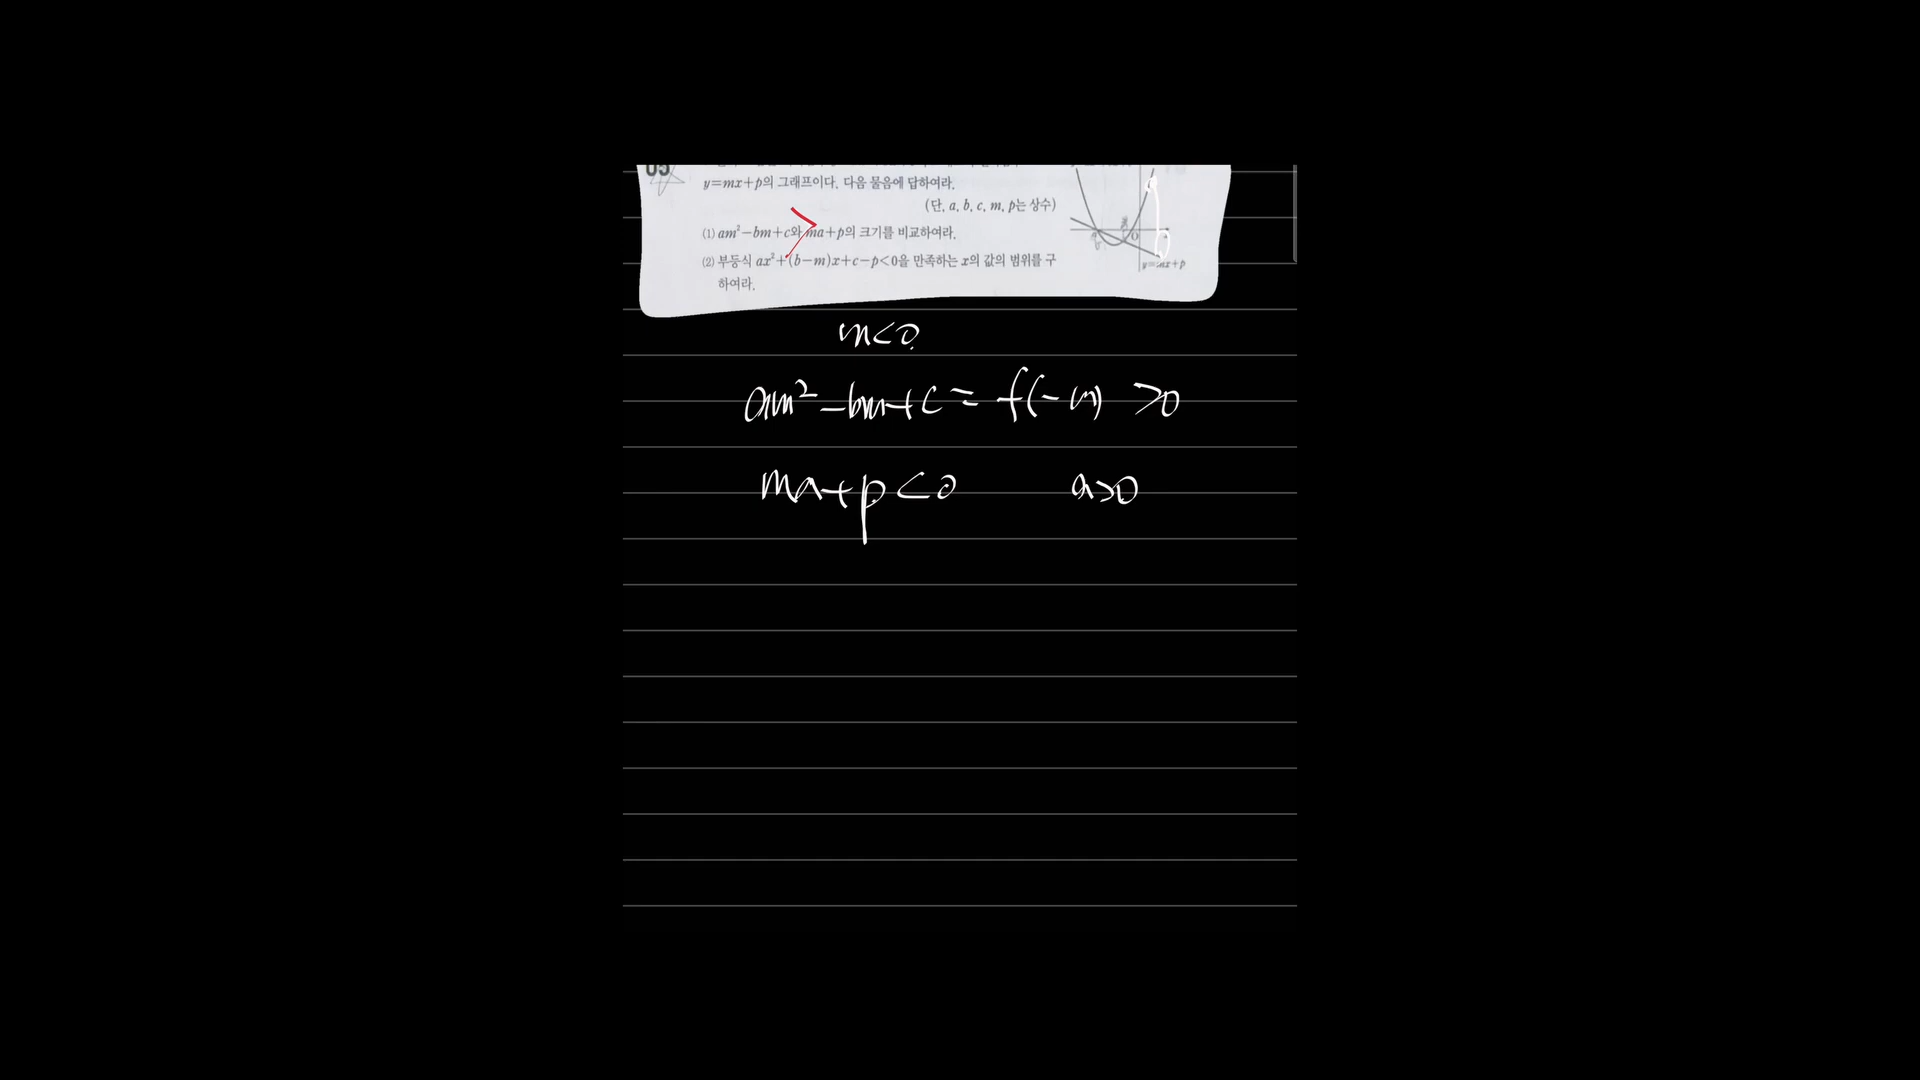 05
y=mx+p의 그래프이다. 다음 물음에 답하여라.
(단, a, b, c, m, p는 상수)
(1) am²-bm+c와 ma+p의 크기를 비교하여라.
(2) 부등식 ax²+(b-m)x+c-p<0을 만족하는 x의 값의 범위를 구
하여라.
O
y=mx+p
m<0
am²-bm+c = f(-m) >0
ma+p<0 a>0